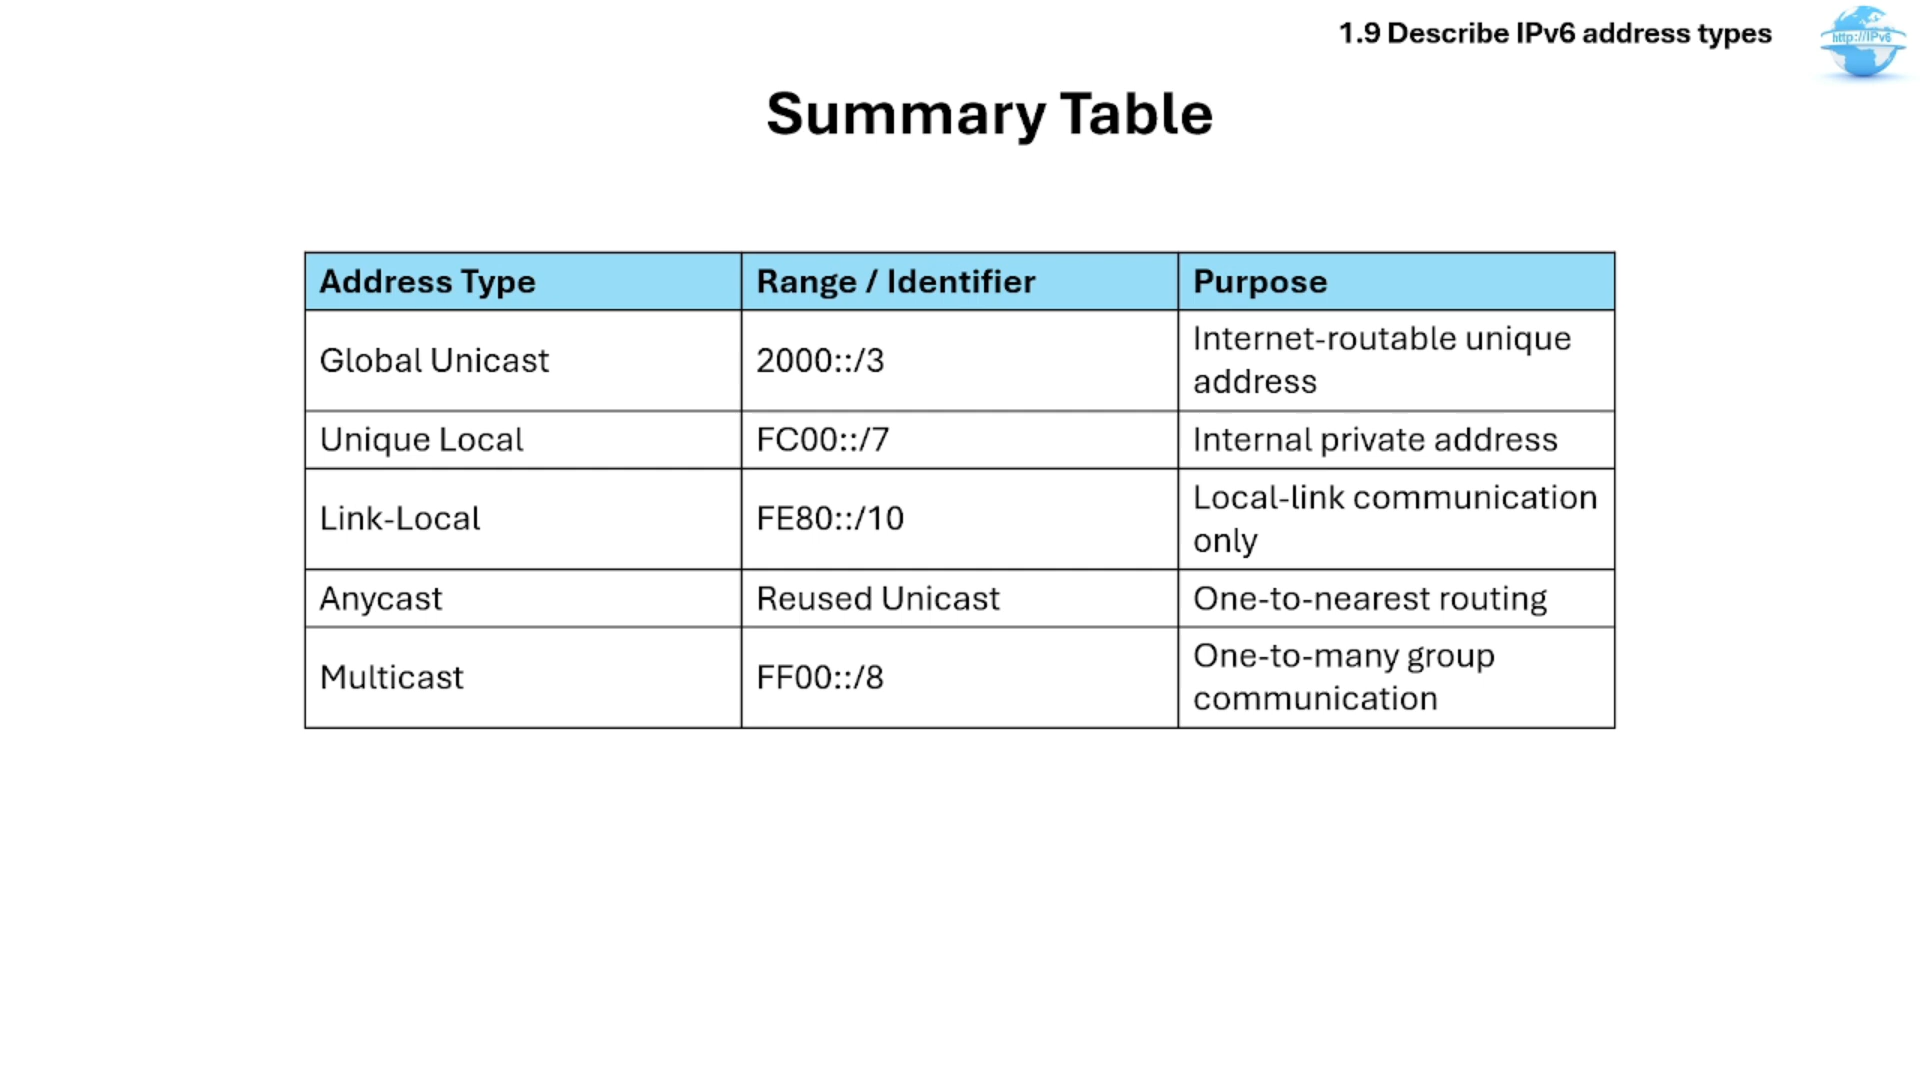 1.9 Describe IPv6 address types
http://IPv6
Summary Table
Address Type
Range / Identifier
Purpose
Global Unicast
2000::/3
Internet-routable unique
address
Unique Local
FC00::/7
Internal private address
Link-Local
FE80::/10
Local-link communication
only
Anycast
Reused Unicast
One-to-nearest routing
Multicast
FF00::/8
One-to-many group
communication